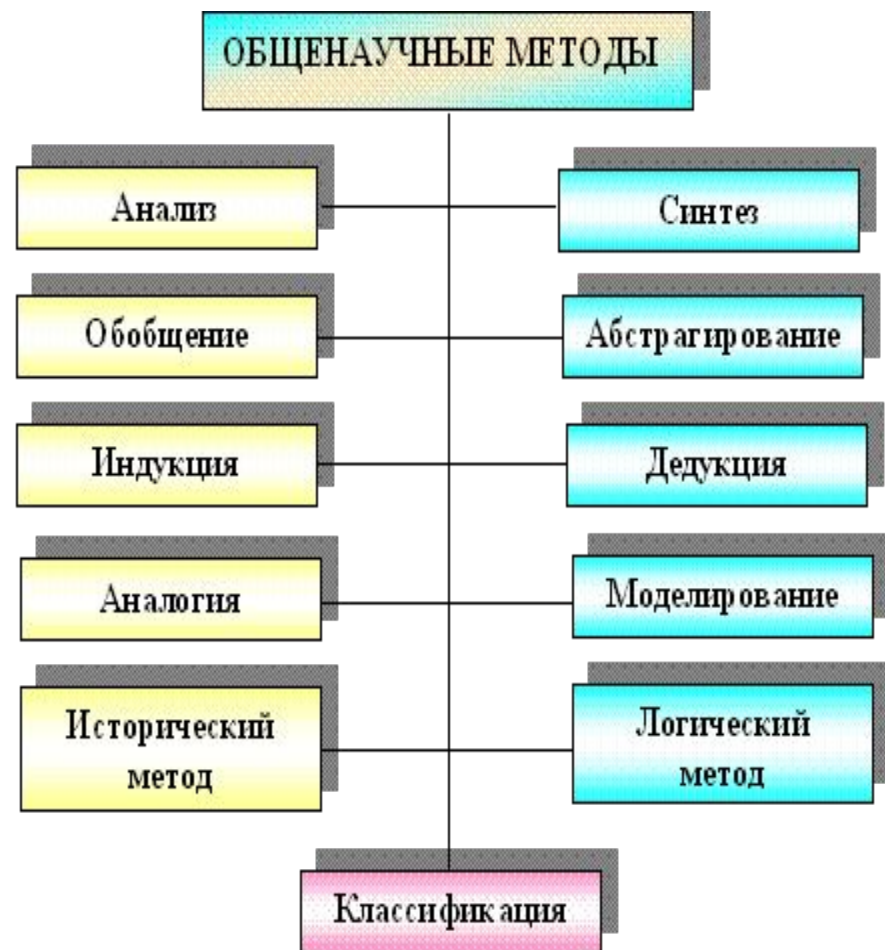 ОБЩЕНАУЧНЫЕ МЕТОДЫ
Анализ
Синтез
Обобщение
Абстрагирование
Индукция
Дедукция
Аналогия
Моделирование
Исторический
метод
Логический
метод
Классификация